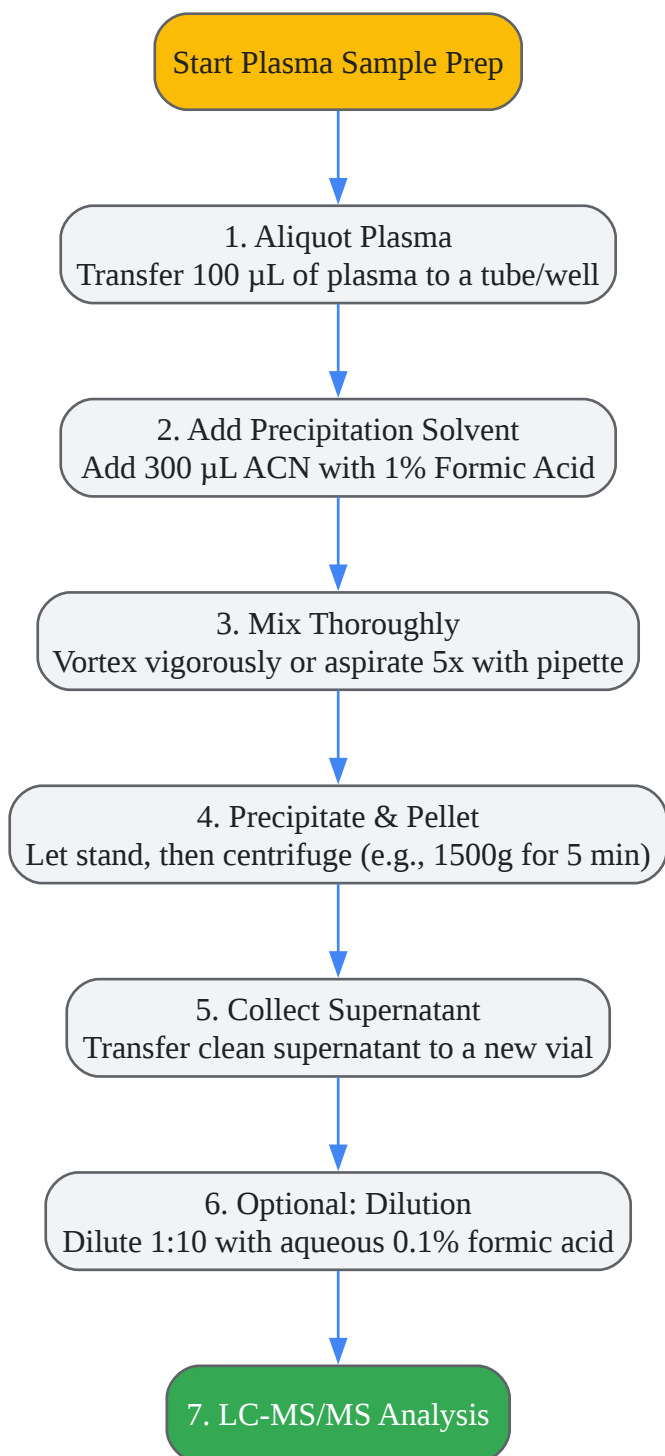 Start Plasma Sample Prep
1. Aliquot Plasma
Transfer 100 µL of plasma to a tube/well
2. Add Precipitation Solvent
Add 300 µL ACN with 1% Formic Acid
3. Mix Thoroughly
Vortex vigorously or aspirate 5x with pipette
4. Precipitate & Pellet
Let stand, then centrifuge (e.g., 1500g for 5 min)
5. Collect Supernatant
Transfer clean supernatant to a new vial
6. Optional: Dilution
Dilute 1:10 with aqueous 0.1% formic acid
7. LC-MS/MS Analysis